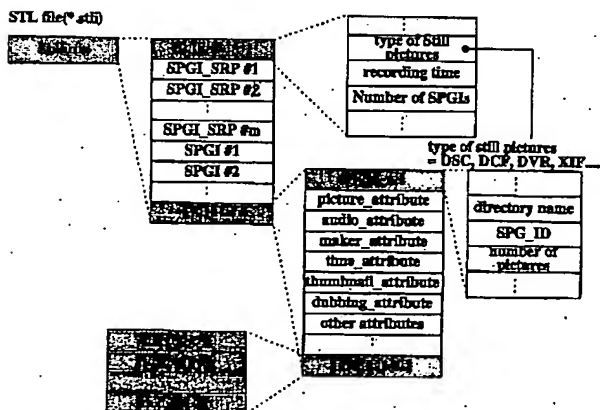 STL file(*.stli)
SPGI_SRP #1
SPGI_SRP #2
SPGI_SRP #m
SPGI #1
SPGI #2
type of Still
pictures
recording time
Number of SPGIs
type of still pictures
= DSC, DCF, DVR, XIF...
picture_attribute
audio_attribute
maker_attribute
time_attribute
thumbnail_attribute
dubbing_attribute
other attributes
directory name
SPG_ID
number of
pictures